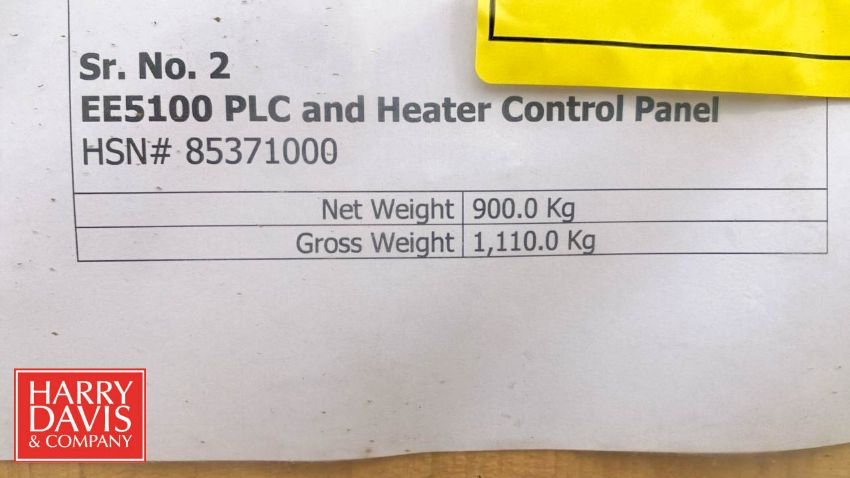 Sr. No. 2
EE5100 PLC and Heater Control Panel
HSN# 85371000
Net Weight 900.0 Kg
Gross Weight 1,110.0 Kg
HARRY
DAVIS
& COMPANY